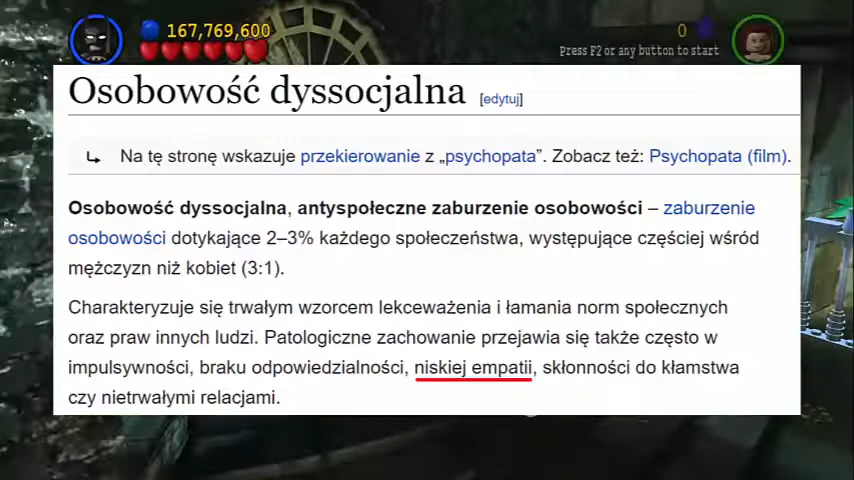 167,769,600
0
Press F2 or any button to start
Osobowość dyssocjalna [edytuj]
Na tę stronę wskazuje przekierowanie z „psychopata”. Zobacz też: Psychopata (film).
Osobowość dyssocjalna, antyspołeczne zaburzenie osobowości – zaburzenie
osobowości dotykające 2–3% każdego społeczeństwa, występujące częściej wśród
mężczyzn niż kobiet (3:1).
Charakteryzuje się trwałym wzorcem lekceważenia i łamania norm społecznych
oraz praw innych ludzi. Patologiczne zachowanie przejawia się także często w
impulsywności, braku odpowiedzialności, niskiej empatii, skłonności do kłamstwa
czy nietrwałymi relacjami.